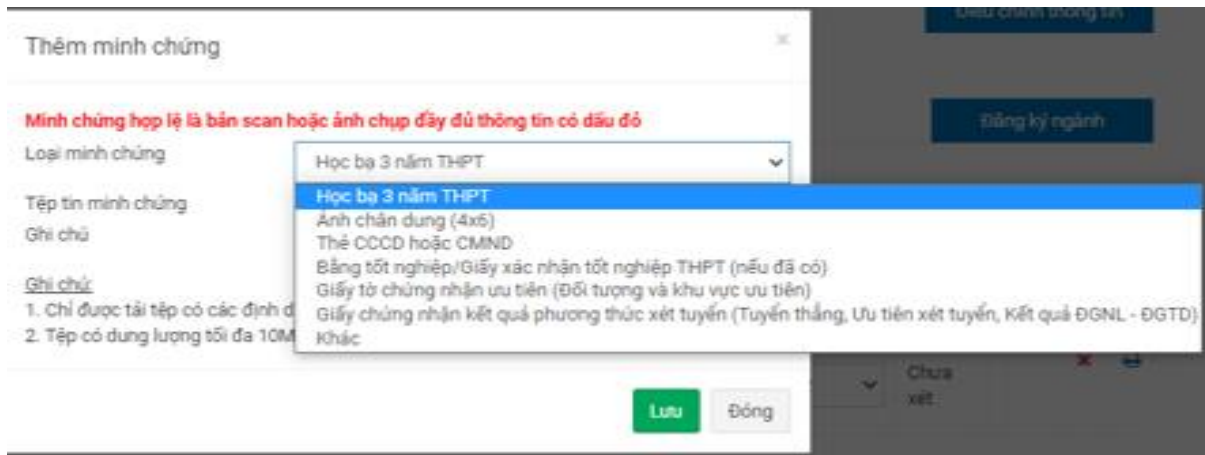 Điều chỉnh thông tin
Thêm minh chứng
×
Minh chứng hợp lệ là bản scan hoặc ảnh chụp đầy đủ thông tin có dấu đỏ
Đăng ký ngành
Loại minh chứng
Học bạ 3 năm THPT
Tệp tin minh chứng
Học bạ 3 năm THPT
Ảnh chân dung (4x6)
Ghi chú
Thẻ CCCD hoặc CMND
Bằng tốt nghiệp/Giấy xác nhận tốt nghiệp THPT (nếu đã có)
Ghi chú:
Giấy tờ chứng nhận ưu tiên (Đối tượng và khu vực ưu tiên)
1. Chỉ được tải tệp có các định d
Giấy chứng nhận kết quả phương thức xét tuyển (Tuyển thẳng, Ưu tiên xét tuyển, Kết quả ĐGNL - ĐGTD)
2. Tệp có dung lượng tối đa 10M
Khác
Chưa
xét
Lưu
Đóng